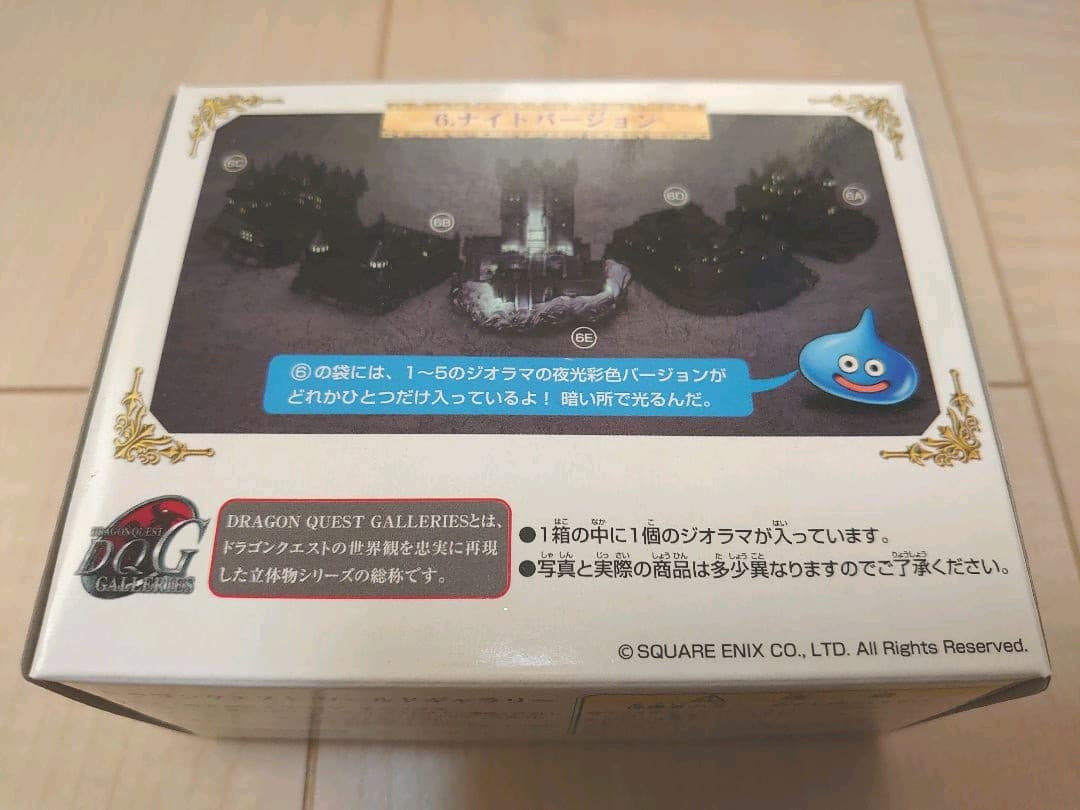 6.ナイトバージョン
6C
6B
6D
6A
6E
⑥の袋には、1〜5のジオラマの夜光彩色バージョンが
どれかひとつだけ入っているよ! 暗い所で光るんだ。
DRAGON QUEST
DQG
GALLERIES
DRAGON QUEST GALLERIESとは、
ドラゴンクエストの世界観を忠実に再現
した立体物シリーズの総称です。
●1箱の中に1個のジオラマが入っています。
●写真と実際の商品は多少異なりますのでご了承ください。
© SQUARE ENIX CO., LTD. All Rights Reserved.